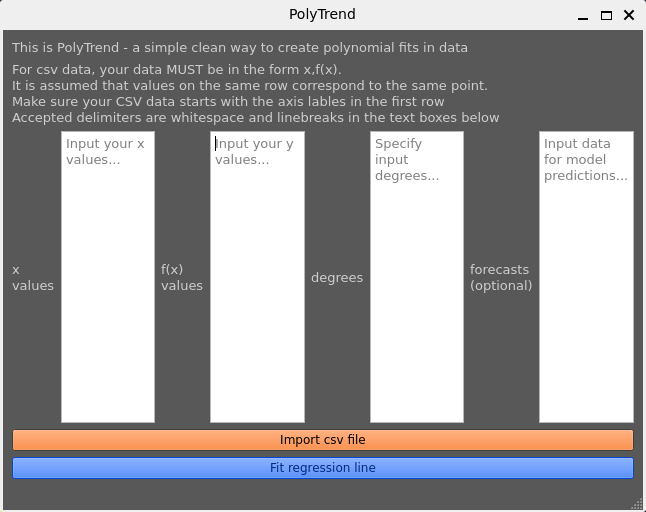 PolyTrend
This is PolyTrend - a simple clean way to create polynomial fits in data
For csv data, your data MUST be in the form x,f(x).
It is assumed that values on the same row correspond to the same point.
Make sure your CSV data starts with the axis lables in the first row
Accepted delimiters are whitespace and linebreaks in the text boxes below
x
values
Input your x
values...
f(x)
values
Input your y
values...
degrees
Specify
input
degrees...
forecasts
(optional)
Input data
for model
predictions...
Import csv file
Fit regression line